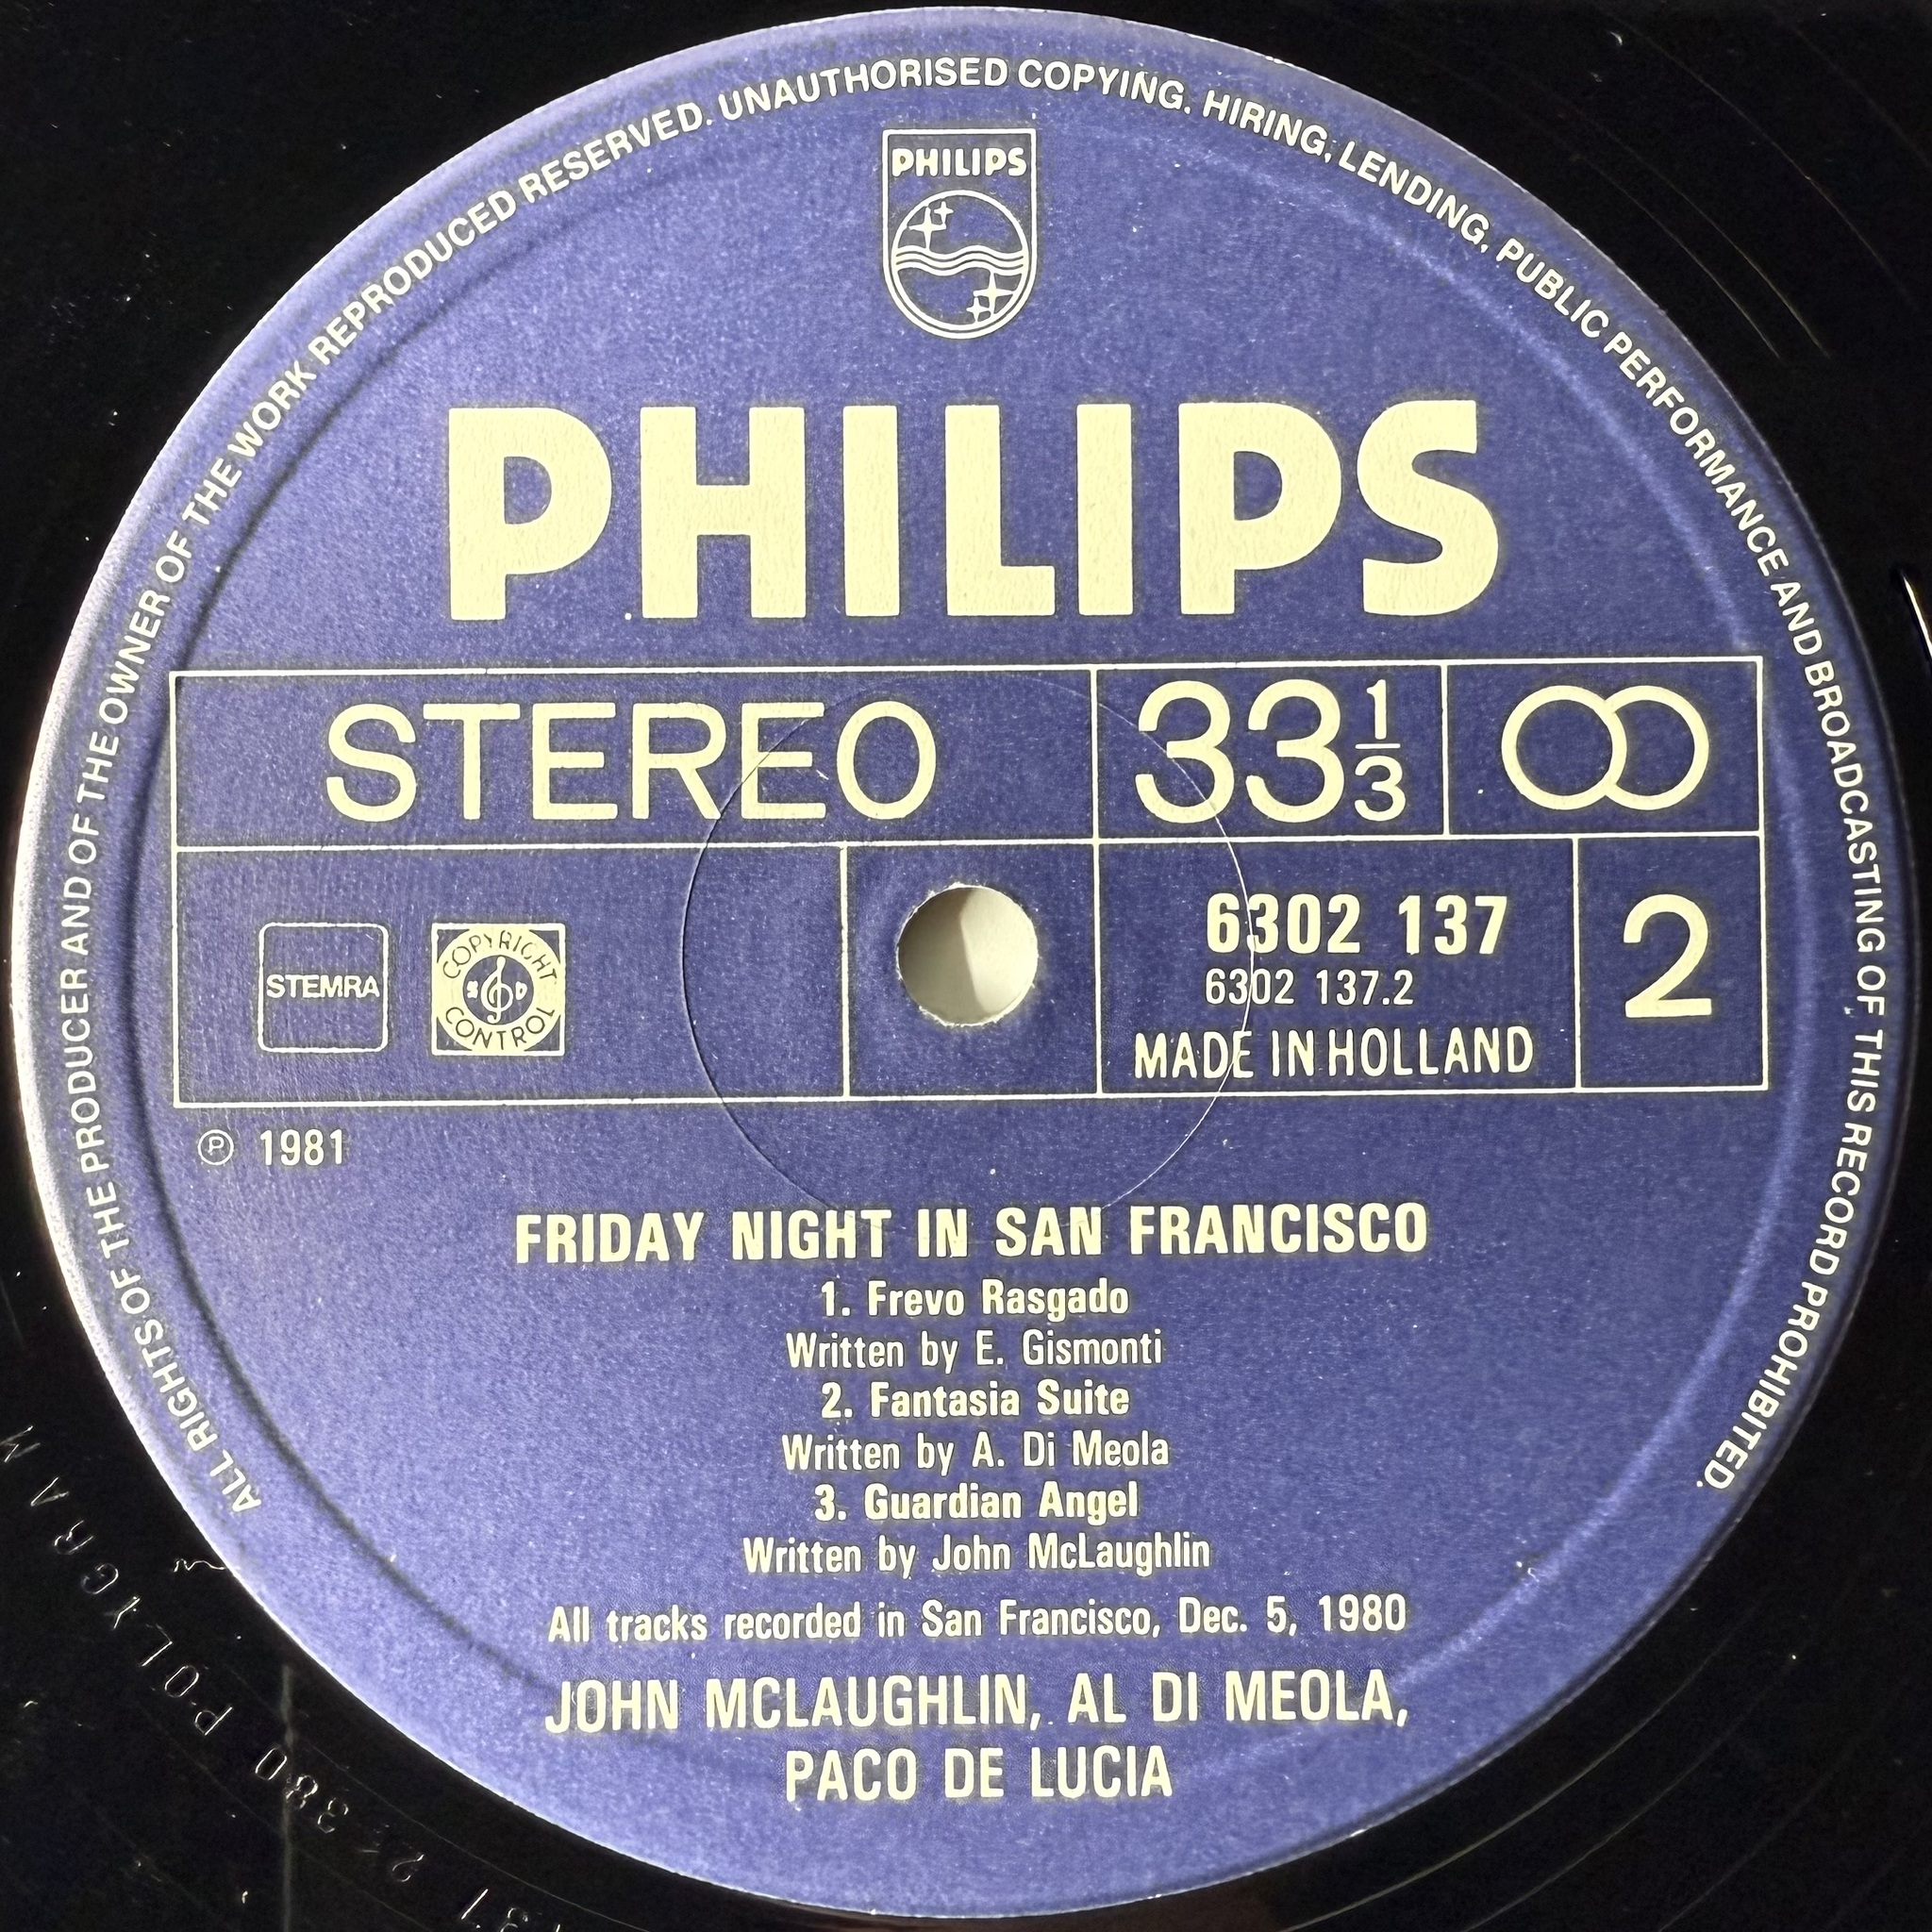 ALL RIGHTS OF THE PRODUCER AND OF THE OWNER OF THE WORK REPRODUCED RESERVED. UNAUTHORISED COPYING, HIRING, LENDING, PUBLIC PERFORMANCE AND BROADCASTING OF THIS RECORD PROHIBITED.
PHILIPS
PHILIPS
STEREO
33 1/3
STEMRA
COPYRIGHT CONTROL
6302 137
6302 137.2
MADE IN HOLLAND
2
Ⓟ 1981
FRIDAY NIGHT IN SAN FRANCISCO
1. Frevo Rasgado
Written by E. Gismonti
2. Fantasia Suite
Written by A. Di Meola
3. Guardian Angel
Written by John McLaughlin
All tracks recorded in San Francisco, Dec. 5, 1980
JOHN MCLAUGHLIN, AL DI MEOLA,
PACO DE LUCIA
380 POLYGRAM